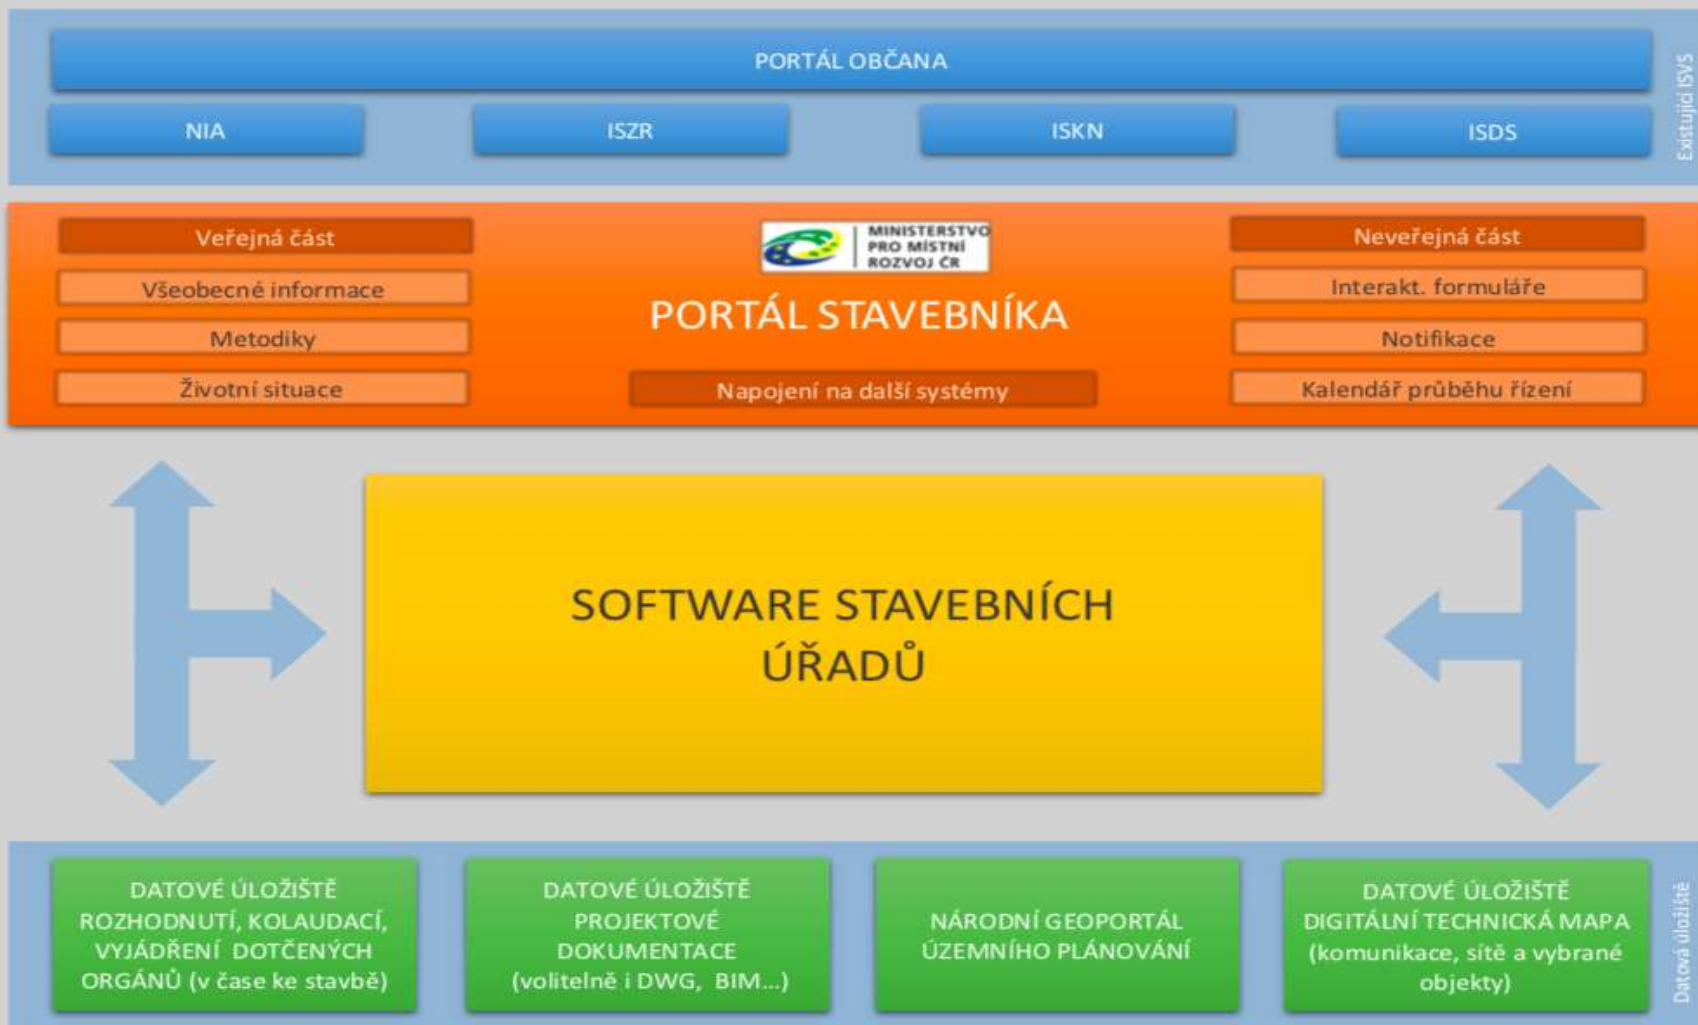 PORTÁL OBČANA
NIA
ISZR
ISKN
ISDS
Existující ISVS
Veřejná část
Všeobecné informace
Metodiky
Životní situace
MINISTERSTVO
PRO MÍSTNÍ
ROZVOJ ČR
PORTÁL STAVEBNÍKA
Napojení na další systémy
Neveřejná část
Interakt. formuláře
Notifikace
Kalendář průběhu řízení
SOFTWARE STAVEBNÍCH
ÚŘADŮ
DATOVÉ ÚLOŽIŠTĚ
ROZHODNUTÍ, KOLAUDACÍ,
VYJÁDŘENÍ DOTČENÝCH
ORGÁNŮ (v čase ke stavbě)
DATOVÉ ÚLOŽIŠTĚ
PROJEKTOVÉ
DOKUMENTACE
(volitelně i DWG, BIM...)
NÁRODNÍ GEOPORTÁL
ÚZEMNÍHO PLÁNOVÁNÍ
DATOVÉ ÚLOŽIŠTĚ
DIGITÁLNÍ TECHNICKÁ MAPA
(komunikace, sítě a vybrané
objekty)
Datová úložiště